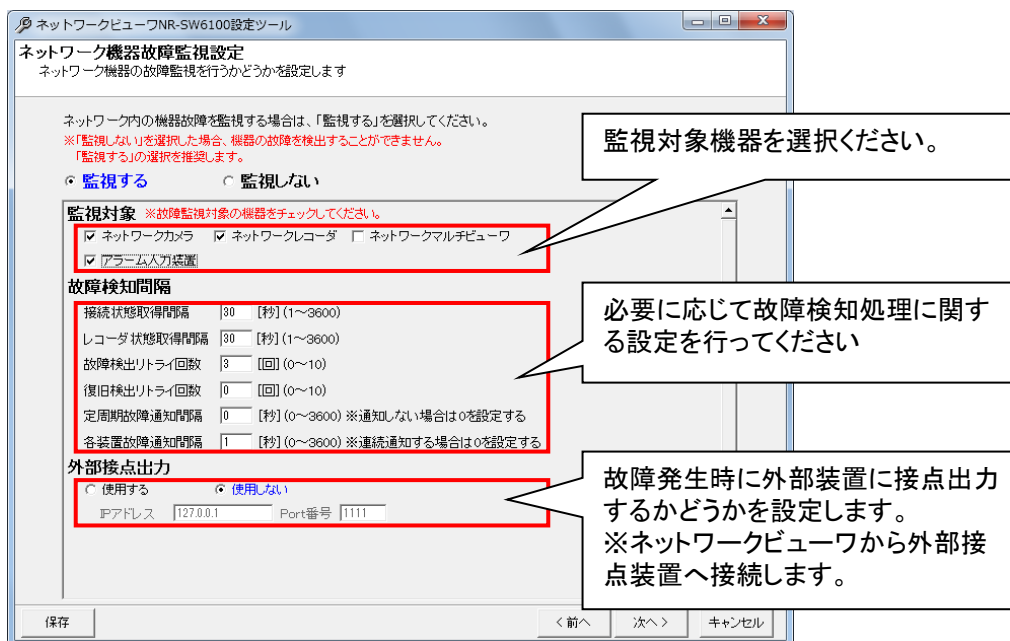 ネットワークビューワNR-SW6100設定ツール
ネットワーク機器故障監視設定
ネットワーク機器の故障監視を行うかどうかを設定します
ネットワーク内の機器故障を監視する場合は、「監視する」を選択してください。
※「監視しない」を選択した場合、機器の故障を検出することができません。
「監視する」の選択を推奨します。
監視する 監視しない
監視対象 ※故障監視対象の機器をチェックしてください。
ネットワークカメラ ネットワークレコーダ ネットワークマルチビューワ
アラーム入力装置
監視対象機器を選択ください。
故障検知間隔
接続状態取得間隔 30 [秒](1~3600)
レコーダ状態取得間隔 30 [秒](1~3600)
故障検出リトライ回数 3 [回](0~10)
復旧検出リトライ回数 0 [回](0~10)
定周期故障通知間隔 0 [秒](0~3600) ※通知しない場合は0を設定する
各装置故障通知間隔 1 [秒](0~3600) ※連続通知する場合は0を設定する
必要に応じて故障検知処理に関す
る設定を行ってください
外部接点出力
使用する 使用しない
IPアドレス 127.0.0.1 Port番号 1111
故障発生時に外部装置に接点出力
するかどうかを設定します。
※ネットワークビューワから外部接
点装置へ接続します。
保存 <前へ 次へ> キャンセル